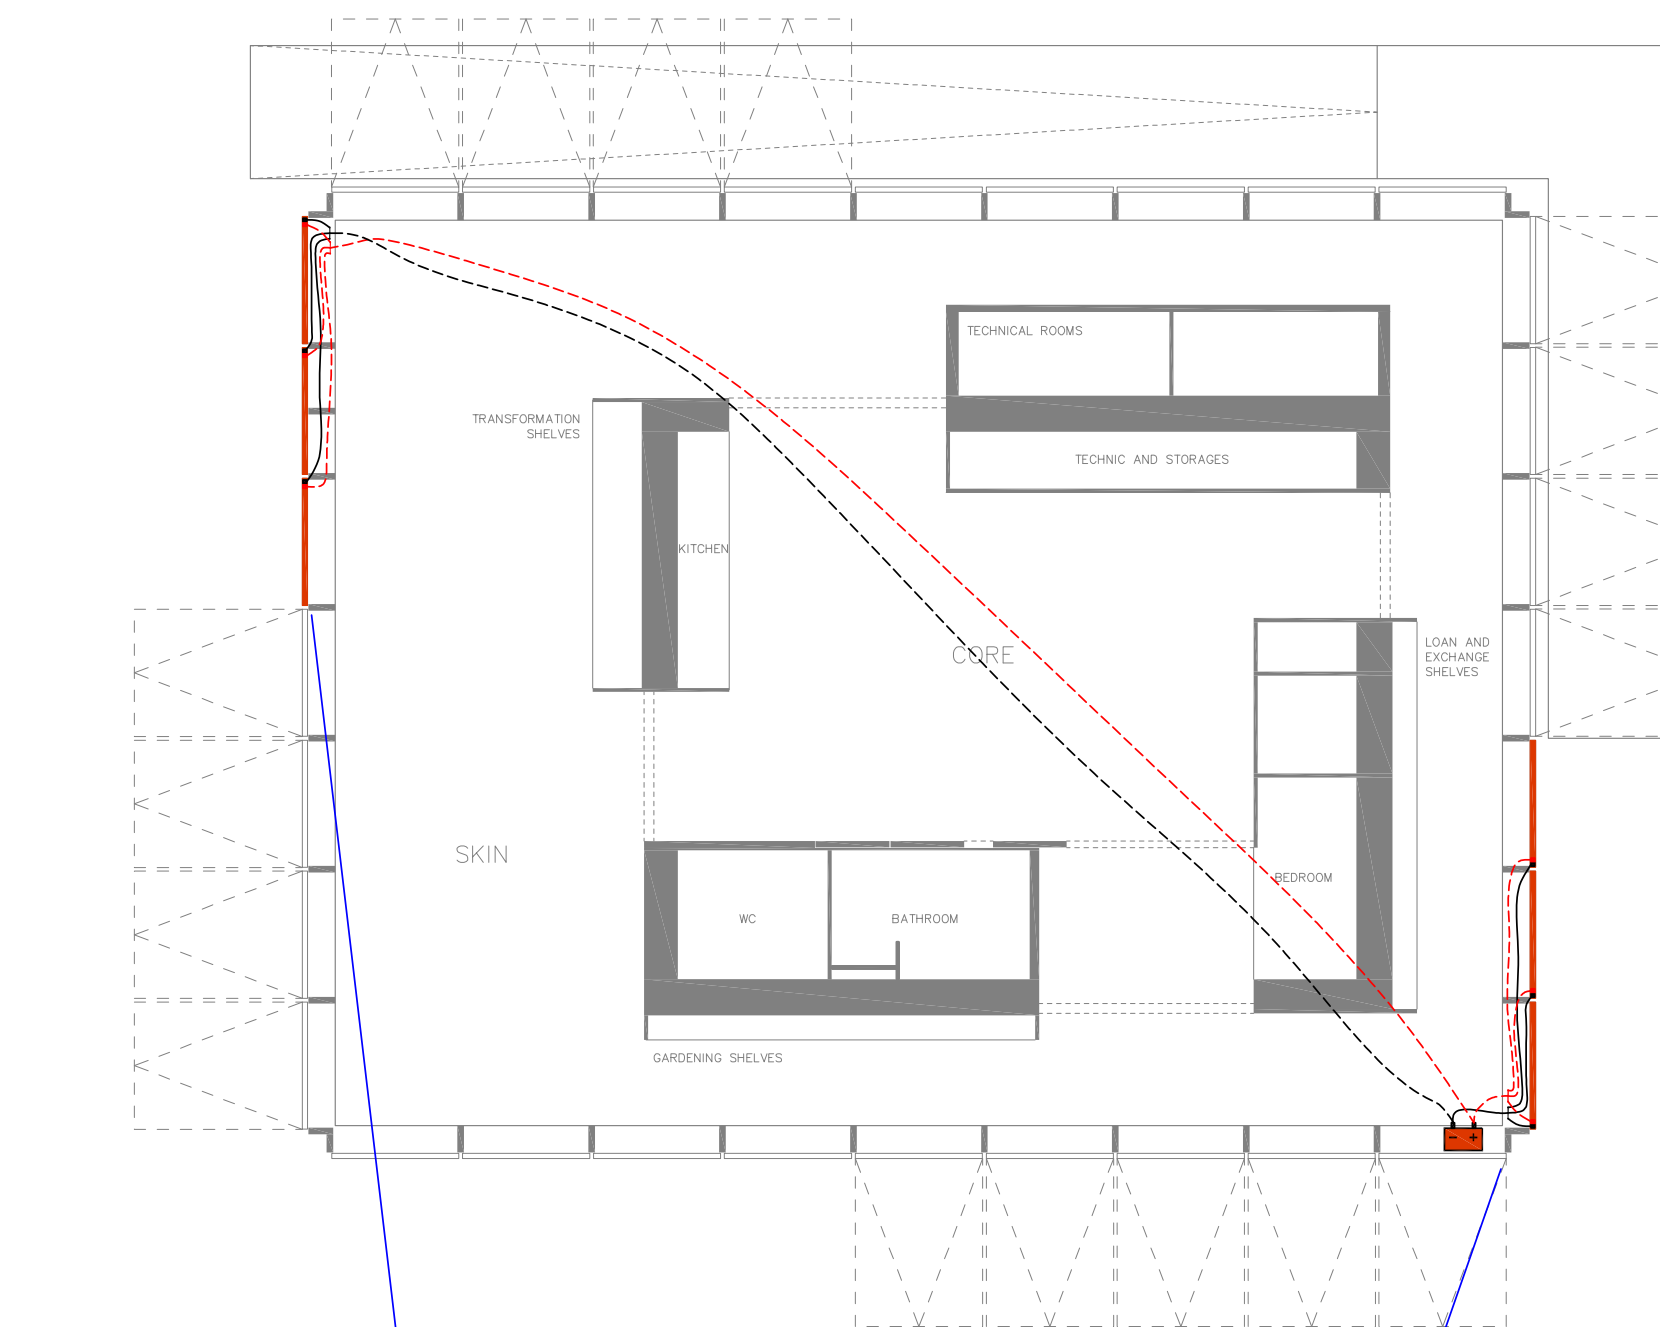 TECHNICAL ROOMS
TRANSFORMATION
SHELVES
TECHNIC AND STORAGES
KITCHEN
CORE
LOAN AND
EXCHANGE
SHELVES
SKIN
BEDROOM
WC
BATHROOM
GARDENING SHELVES
- +